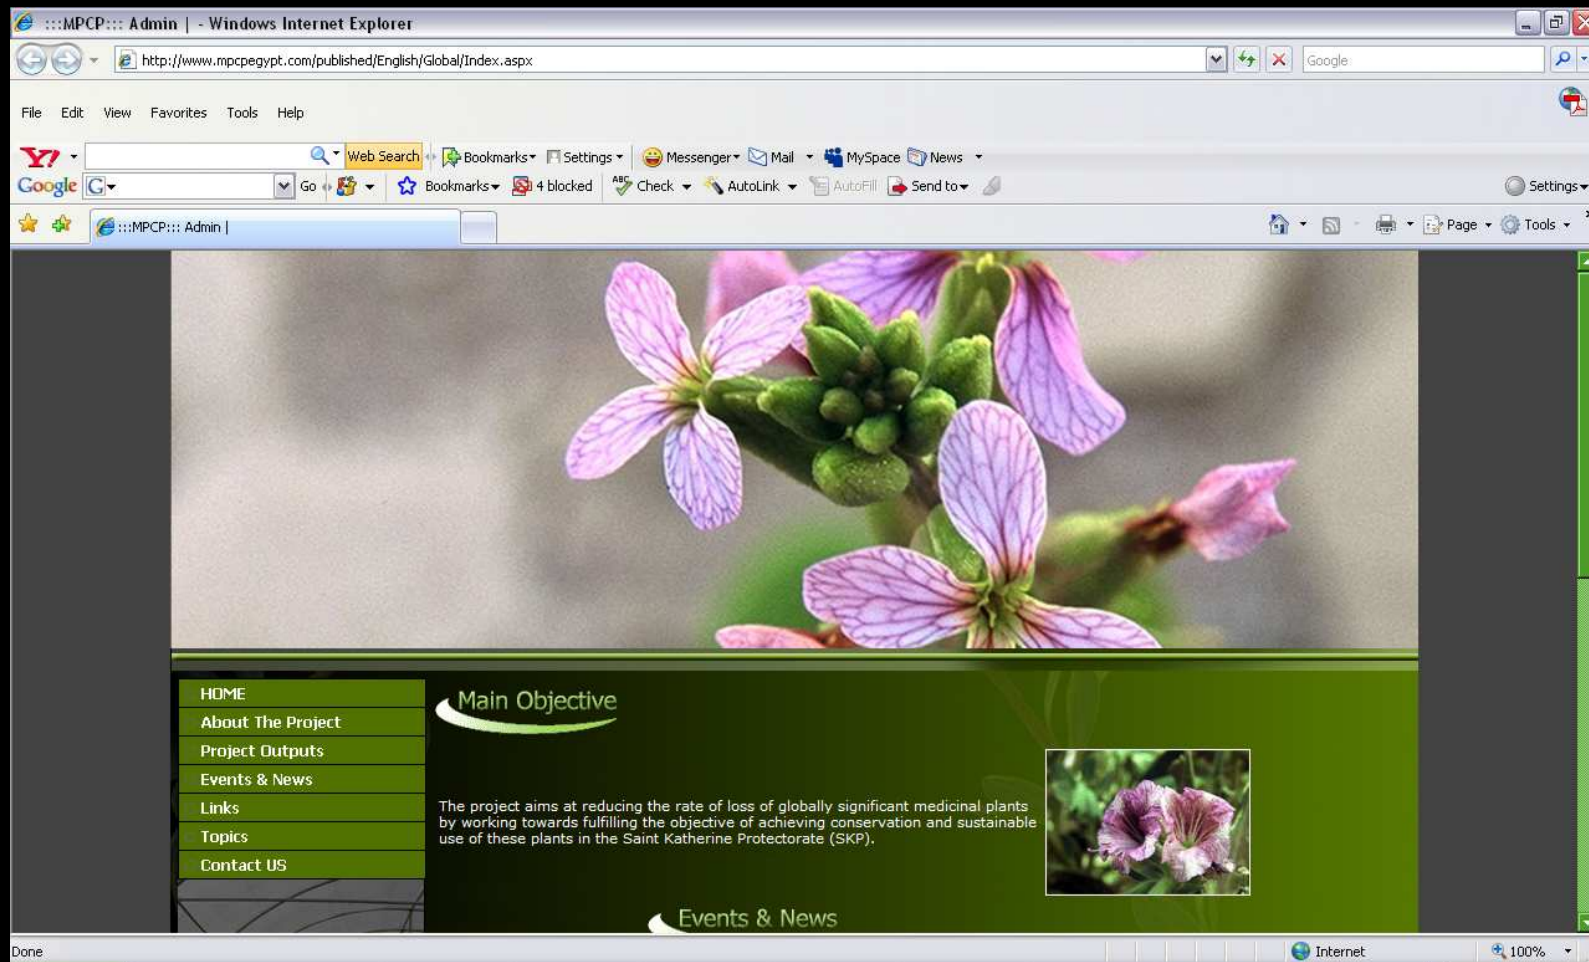 :::MPCP::: Admin | - Windows Internet Explorer
http://www.mpcpegypt.com/published/English/Global/Index.aspx
Google
File Edit View Favorites Tools Help
Y! Web Search Bookmarks Settings Messenger Mail MySpace News
Google G Go Bookmarks 4 blocked ABC Check AutoLink AutoFill Send to Settings
:::MPCP::: Admin | Page Tools
HOME
About The Project
Project Outputs
Events & News
Links
Topics
Contact US
Main Objective
The project aims at reducing the rate of loss of globally significant medicinal plants
by working towards fulfilling the objective of achieving conservation and sustainable
use of these plants in the Saint Katherine Protectorate (SKP).
Events & News
Done Internet 100%